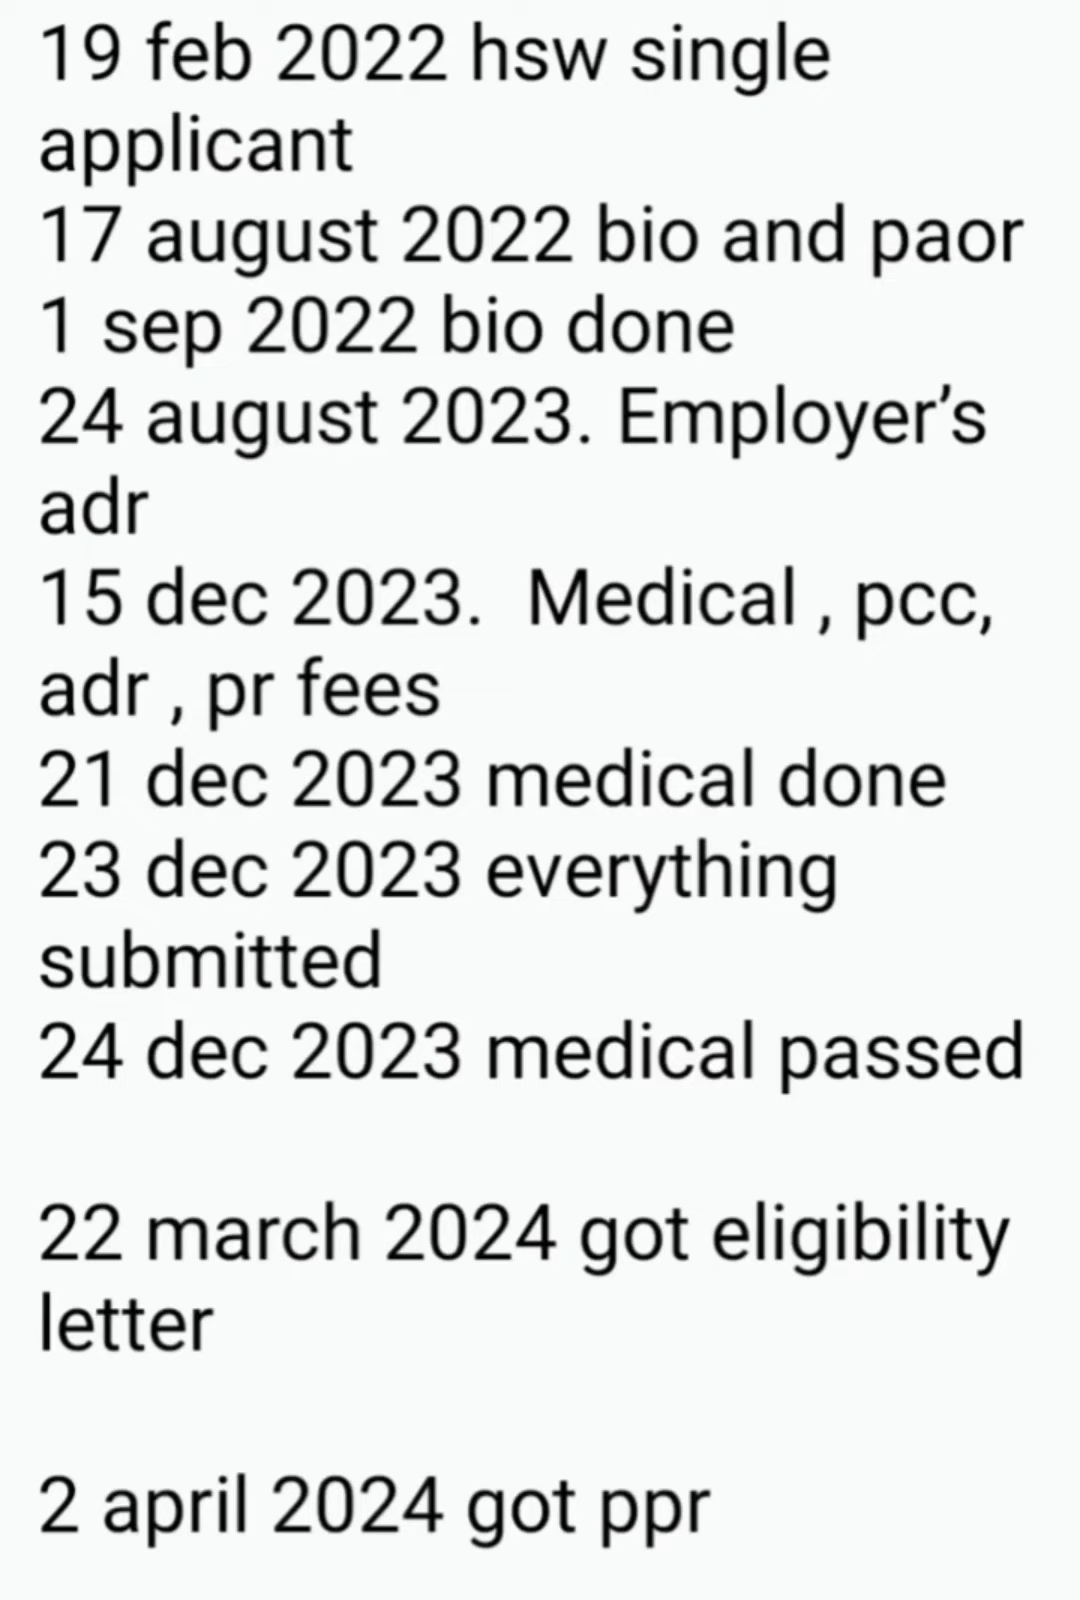 19 feb 2022 hsw single
applicant
17 august 2022 bio and paor
1 sep 2022 bio done
24 august 2023. Employer’s
adr
15 dec 2023.  Medical , pcc,
adr , pr fees
21 dec 2023 medical done
23 dec 2023 everything
submitted
24 dec 2023 medical passed
22 march 2024 got eligibility
letter
2 april 2024 got ppr